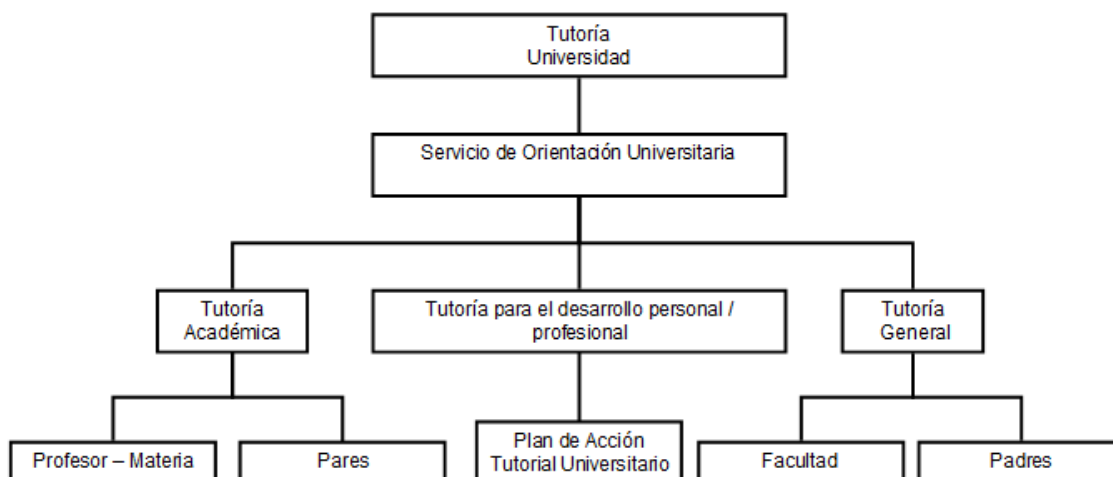 Tutoría
Universidad
Servicio de Orientación Universitaria
Tutoría
Académica
Tutoría para el desarrollo personal /
profesional
Tutoría
General
Profesor – Materia
Pares
Plan de Acción
Tutorial Universitario
Facultad
Padres